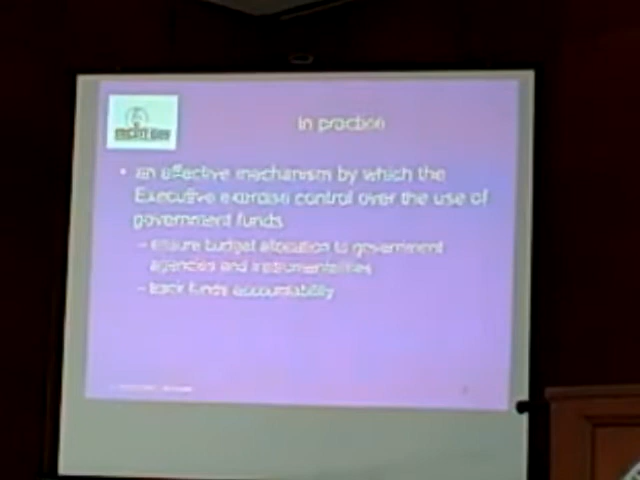 in practice
• an effective mechanism by which the
Executive exercise control over the use of
government funds
– ensure budget allocation to government
agencies and instrumentalities
– track funds accountability